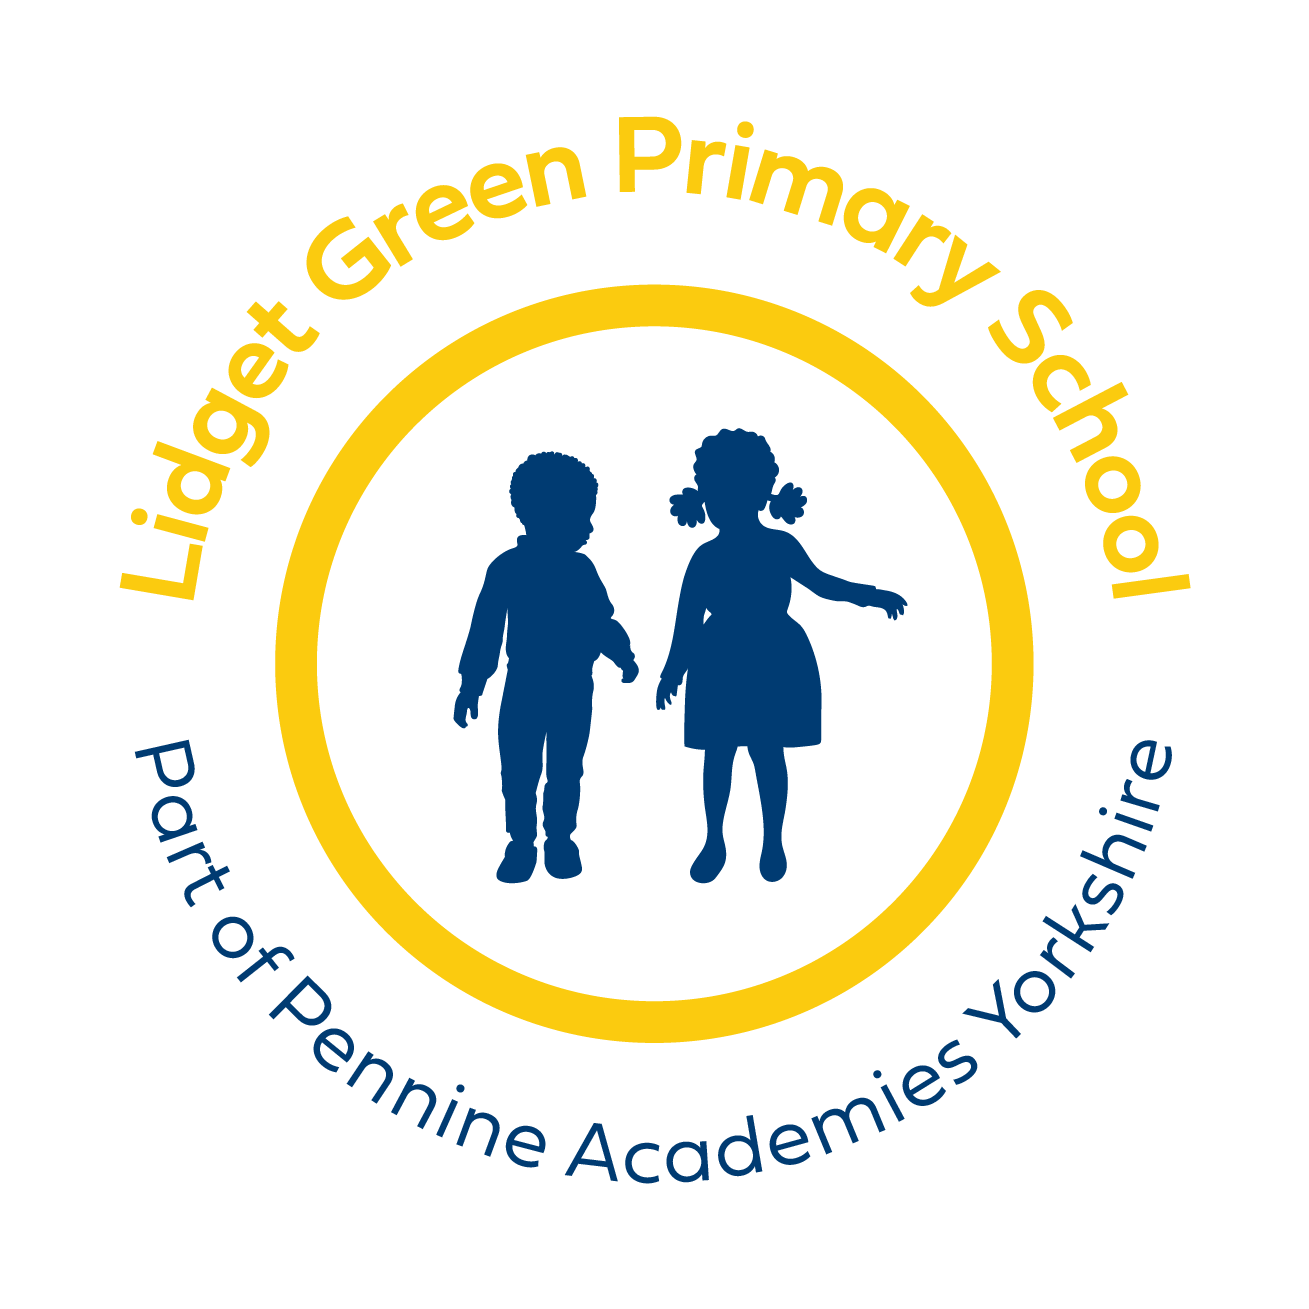 Lidget Green Primary School
Part of Pennine Academies Yorkshire